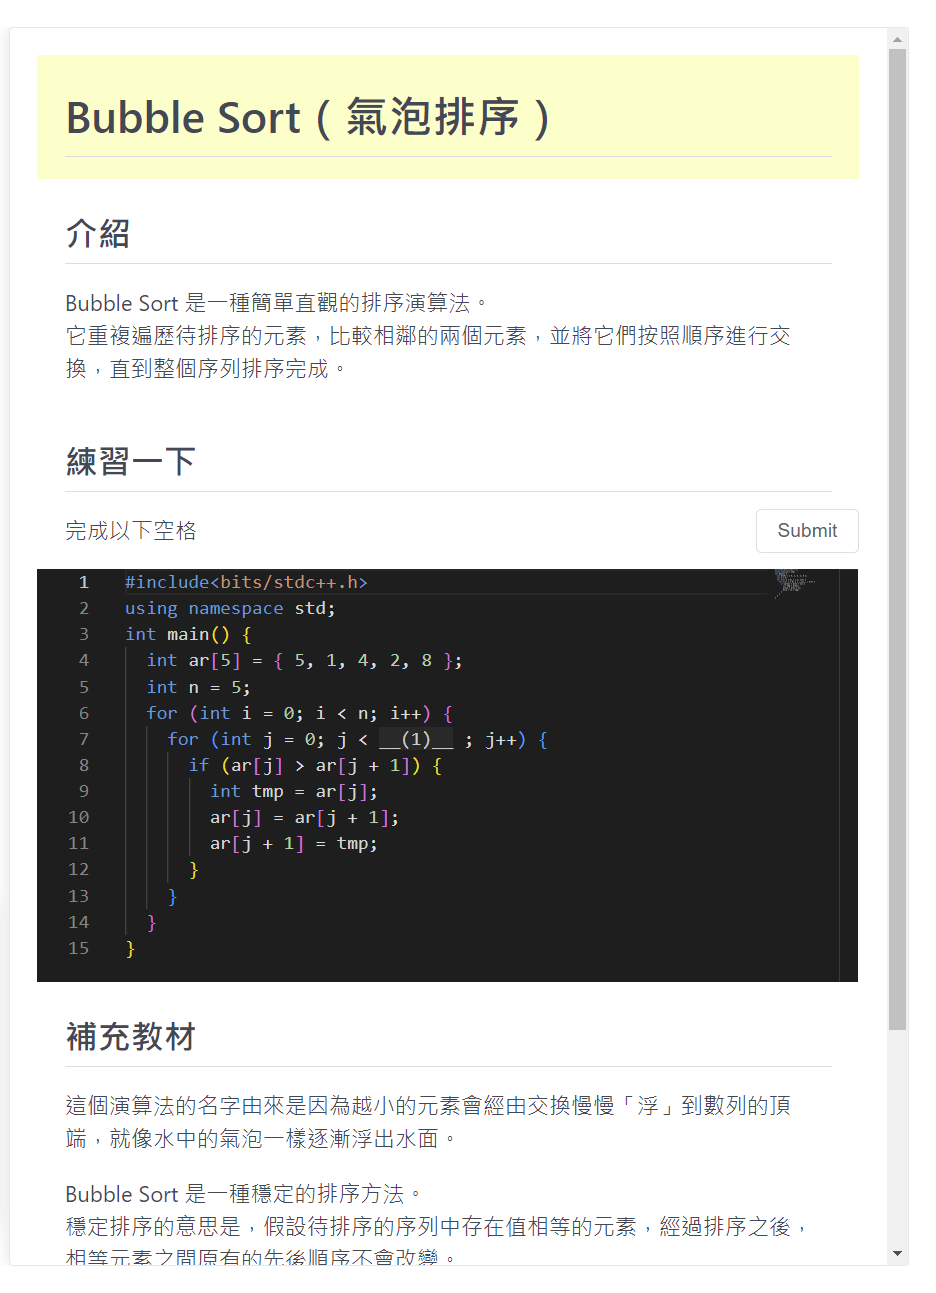 Bubble Sort（氣泡排序）
介紹
Bubble Sort 是一種簡單直觀的排序演算法。
它重複遍歷待排序的元素，比較相鄰的兩個元素，並將它們按照順序進行交
換，直到整個序列排序完成。
練習一下
完成以下空格
Submit
1 #include<bits/stdc++.h>
2 using namespace std;
3 int main() {
4   int ar[5] = { 5, 1, 4, 2, 8 };
5   int n = 5;
6   for (int i = 0; i < n; i++) {
7     for (int j = 0; j < __(1)__ ; j++) {
8       if (ar[j] > ar[j + 1]) {
9         int tmp = ar[j];
10         ar[j] = ar[j + 1];
11         ar[j + 1] = tmp;
12       }
13     }
14   }
15 }
補充教材
這個演算法的名字由來是因為越小的元素會經由交換慢慢「浮」到數列的頂
端，就像水中的氣泡一樣逐漸浮出水面。
Bubble Sort 是一種穩定的排序方法。
穩定排序的意思是，假設待排序的序列中存在值相等的元素，經過排序之後，
相等元素之間原有的先後順序不會改變。